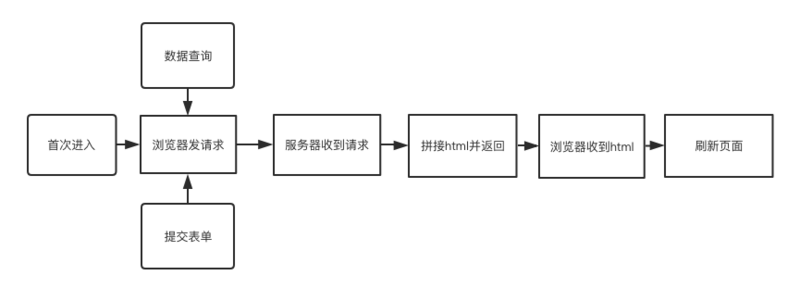 数据查询
首次进入
浏览器发请求
服务器收到请求
拼接html并返回
浏览器收到html
刷新页面
提交表单